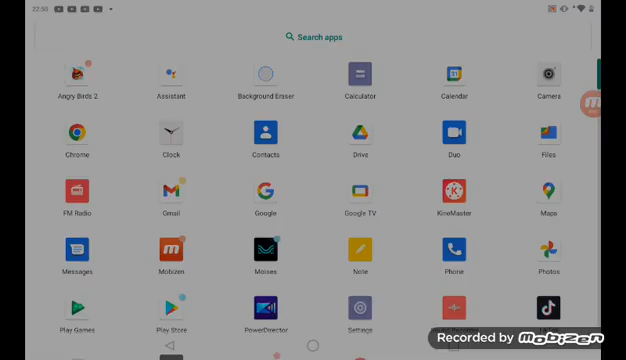 22:50
Search apps
Angry Birds 2 Assistant Background Eraser Calculator Calendar Camera
Chrome Clock Contacts Drive Duo Files
FM Radio Gmail Google Google TV KineMaster Maps
Messages Mobizen Moises Note Phone Photos
Play Games Play Store PowerDirector Settings
Recorded by mobizen